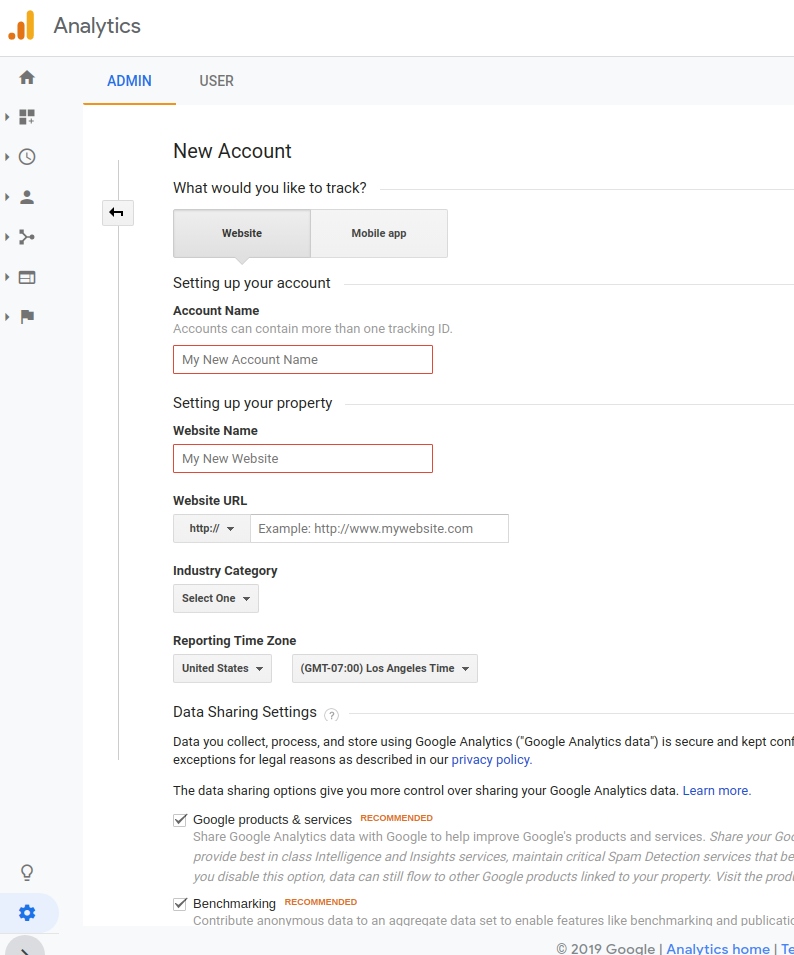 Analytics
ADMIN USER
New Account
What would you like to track?
Website Mobile app
Setting up your account
Account Name
Accounts can contain more than one tracking ID.
My New Account Name
Setting up your property
Website Name
My New Website
Website URL
http:// Example: http://www.mywebsite.com
Industry Category
Select One
Reporting Time Zone
United States (GMT-07:00) Los Angeles Time
Data Sharing Settings ?
Data you collect, process, and store using Google Analytics ("Google Analytics data") is secure and kept conf
exceptions for legal reasons as described in our privacy policy.
The data sharing options give you more control over sharing your Google Analytics data. Learn more.
Google products & services RECOMMENDED
Share Google Analytics data with Google to help improve Google's products and services. Share your Goo
provide best in class Intelligence and Insights services, maintain critical Spam Detection services that be
you disable this option, data can still flow to other Google products linked to your property. Visit the produ
Benchmarking RECOMMENDED
Contribute anonymous data to an aggregate data set to enable features like benchmarking and publicatio
© 2019 Google | Analytics home | Te